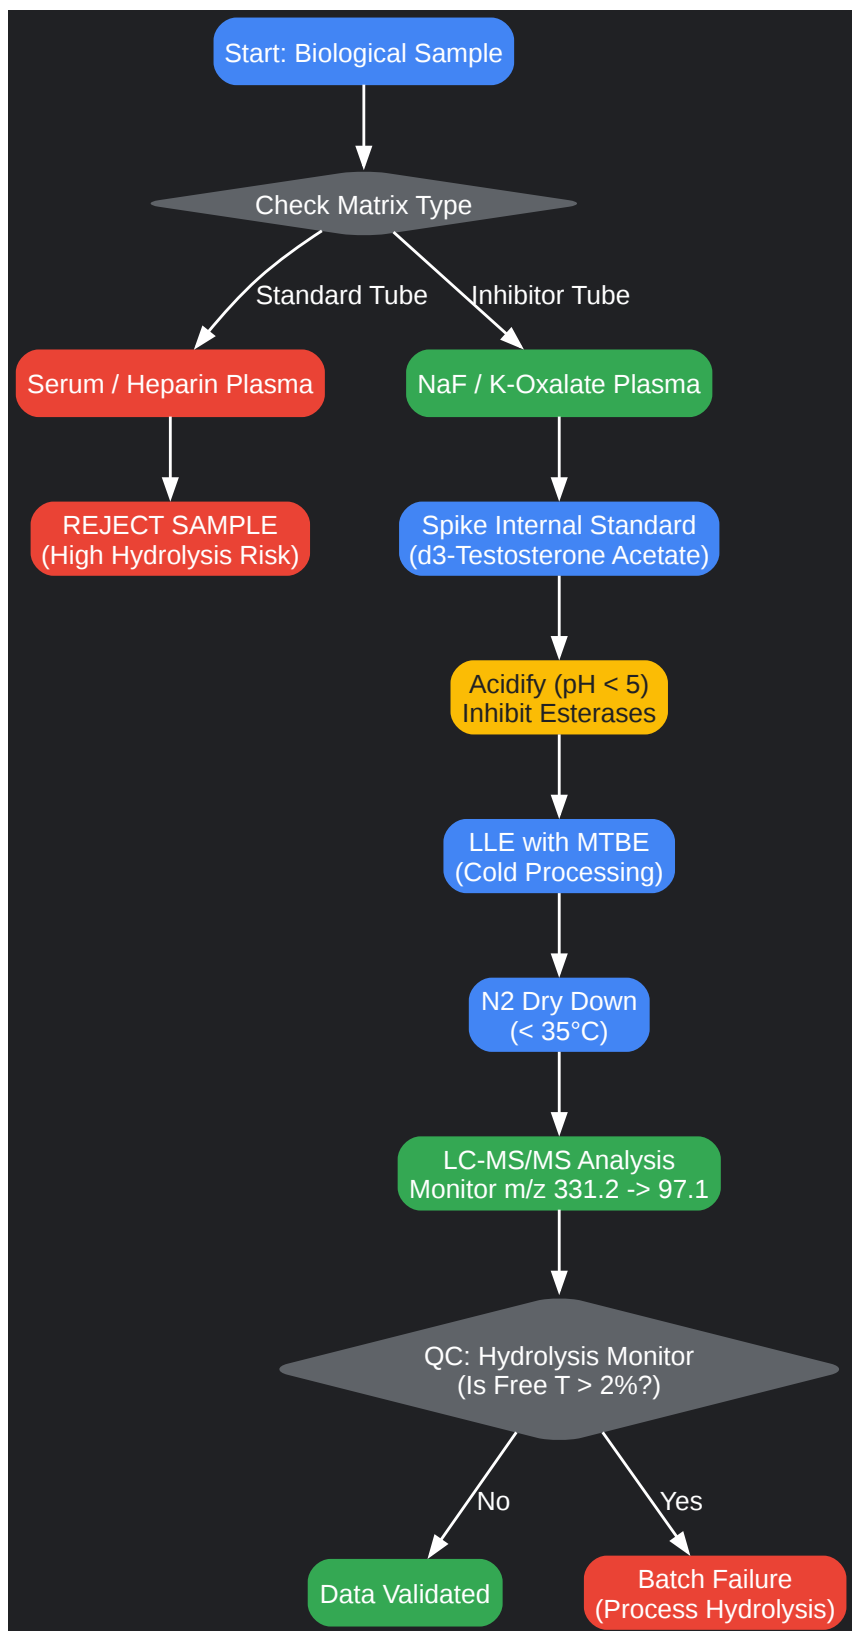 Start: Biological Sample
Check Matrix Type
Standard Tube
Inhibitor Tube
Serum / Heparin Plasma
NaF / K-Oxalate Plasma
REJECT SAMPLE
(High Hydrolysis Risk)
Spike Internal Standard
(d3-Testosterone Acetate)
Acidify (pH < 5)
Inhibit Esterases
LLE with MTBE
(Cold Processing)
N2 Dry Down
(< 35°C)
LC-MS/MS Analysis
Monitor m/z 331.2 -> 97.1
QC: Hydrolysis Monitor
(Is Free T > 2%?)
No
Yes
Data Validated
Batch Failure
(Process Hydrolysis)